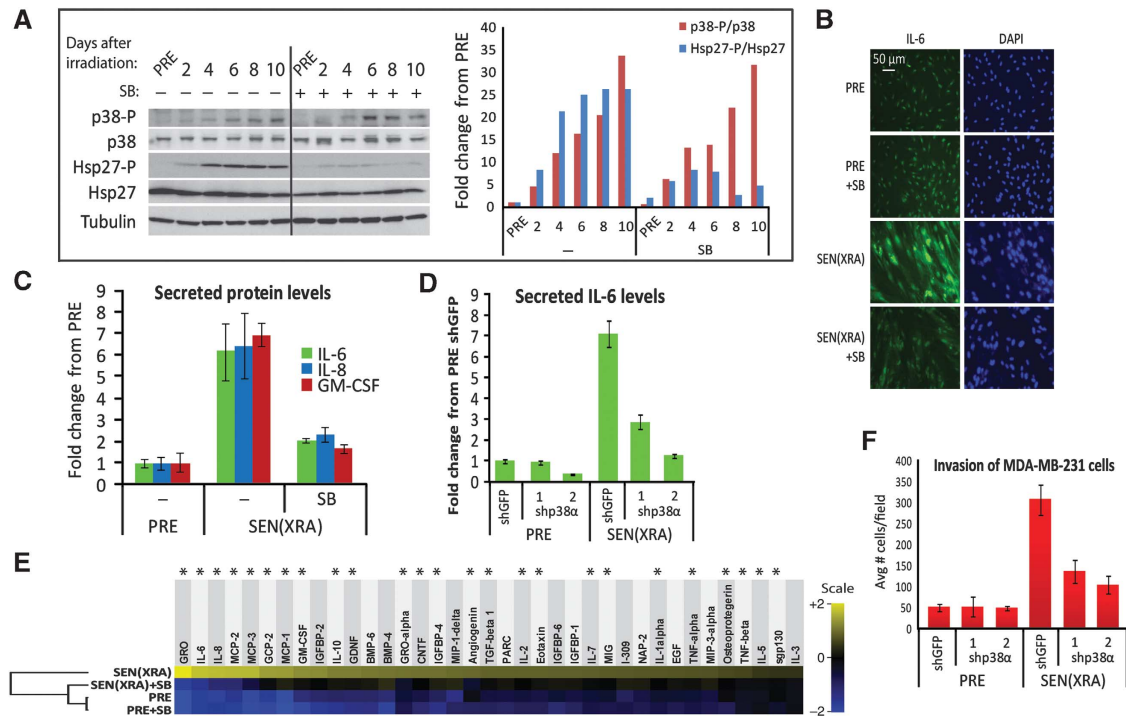 A
Days after
irradiation:
PRE 2 4 6 8 10 PRE 2 4 6 8 10
SB: – – – – – – + + + + + +
p38-P
p38
Hsp27-P
Hsp27
Tubulin
Fold change from PRE
40
35
30
25
20
15
10
5
0
p38-P/p38
Hsp27-P/Hsp27
PRE 2 4 6 8 10 PRE 2 4 6 8 10
– SB
B
IL-6 DAPI
50 µm
PRE
PRE
+SB
SEN(XRA)
SEN(XRA)
+SB
C
Secreted protein levels
Fold change from PRE
9
8
7
6
5
4
3
2
1
0
IL-6
IL-8
GM-CSF
– – SB
PRE SEN(XRA)
D
Secreted IL-6 levels
Fold change from PRE shGFP
9
8
7
6
5
4
3
2
1
0
shGFP 1 2 shGFP 1 2
shp38α shp38α
PRE SEN(XRA)
E
* * * * * * * * * * * * * * * * * * * * * * * * *
GRO
IL-6
IL-8
MCP-2
MCP-3
GCP-2
MCP-1
GM-CSF
IGFBP-2
IL-10
GDNF
BMP-6
BMP-4
GRO-alpha
CNTF
IGFBP-4
MIP-1-delta
Angiogenin
TGF-beta 1
PARC
IL-2
Eotaxin
IGFBP-6
IGFBP-1
IL-7
MIG
I-309
NAP-2
IL-1alpha
EGF
TNF-alpha
MIP-3-alpha
Osteoprotegerin
TNF-beta
IL-5
sgp130
IL-3
SEN(XRA)
SEN(XRA)+SB
PRE
PRE+SB
Scale
+2
0
–2
F
Invasion of MDA-MB-231 cells
Avg # cells/field
400
350
300
250
200
150
100
50
0
shGFP 1 2 shGFP 1 2
shp38α shp38α
PRE SEN(XRA)